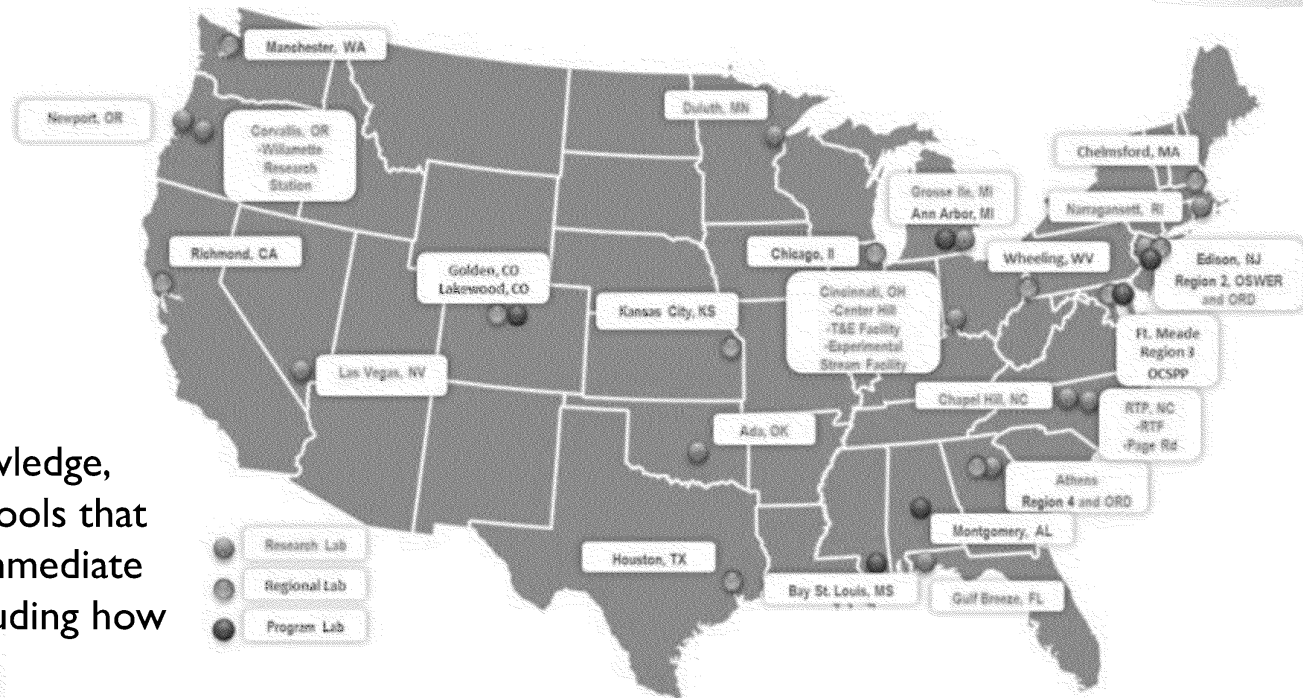 Manchester, WA
Newport, OR
Corvallis, OR
-Willamette
Research
Station
Duluth, MN
Chelmsford, MA
Grosse Ile, MI
Ann Arbor, MI
Narragansett, RI
Richmond, CA
Golden, CO
Lakewood, CO
Chicago, Il
Wheeling, WV
Edison, NJ
Region 2, OSWER
and ORD
Kansas City, KS
Cincinnati, OH
-Center Hill
-T&E Facility
-Experimental
Stream Facility
Ft. Meade
Region 3
OCSPP
Las Vegas, NV
Chapel Hill, NC
RTP, NC
-RTF
-Page Rd
Ada, OK
Athens
Region 4 and ORD
Montgomery, AL
wledge,
ools that
nmediate
uding how
Research Lab
Regional Lab
Program Lab
Houston, TX
Bay St. Louis, MS
Gulf Breeze, FL